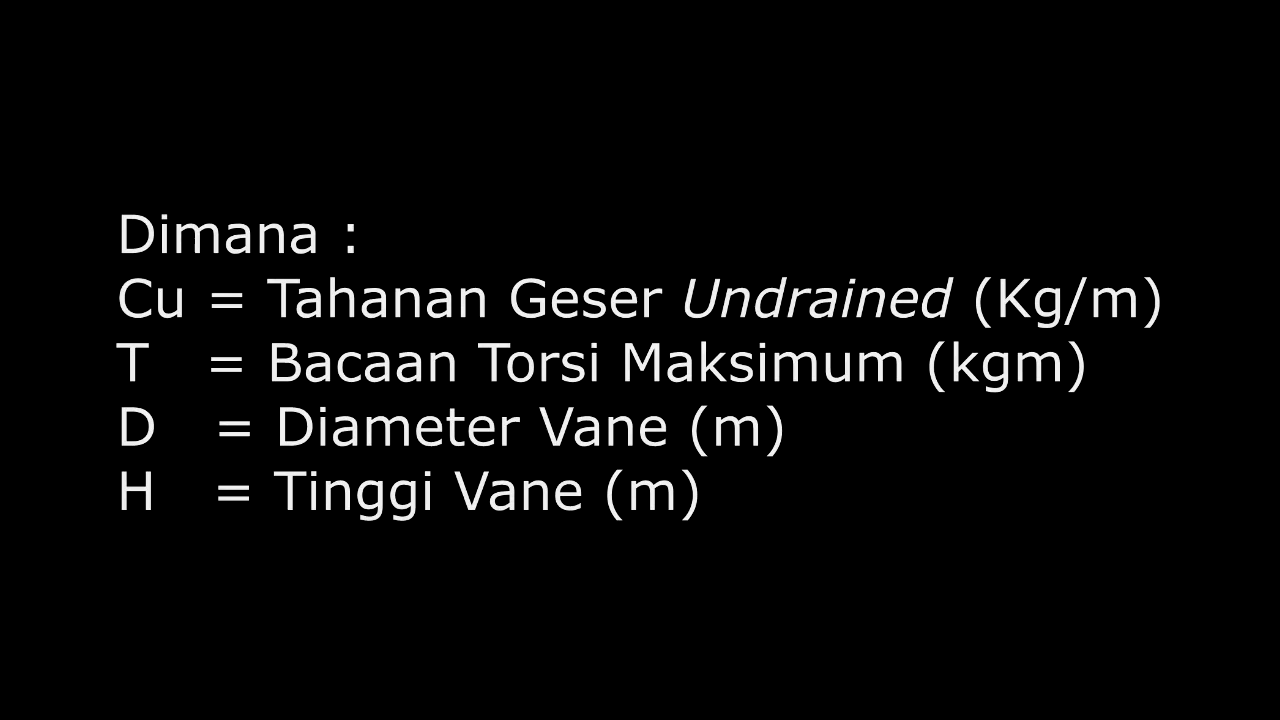 Dimana :
Cu = Tahanan Geser Undrained (Kg/m)
T = Bacaan Torsi Maksimum (kgm)
D = Diameter Vane (m)
H = Tinggi Vane (m)